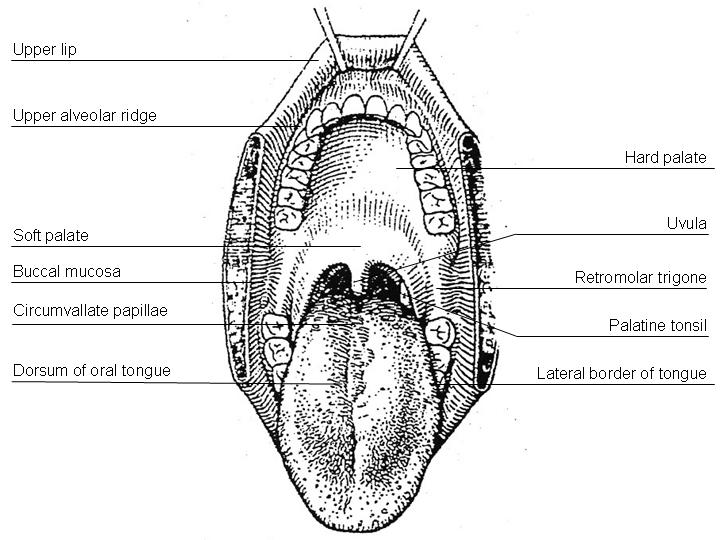 Upper lip
Upper alveolar ridge
Hard palate
Uvula
Soft palate
Buccal mucosa
Retromolar trigone
Circumvallate papillae
Palatine tonsil
Dorsum of oral tongue
Lateral border of tongue